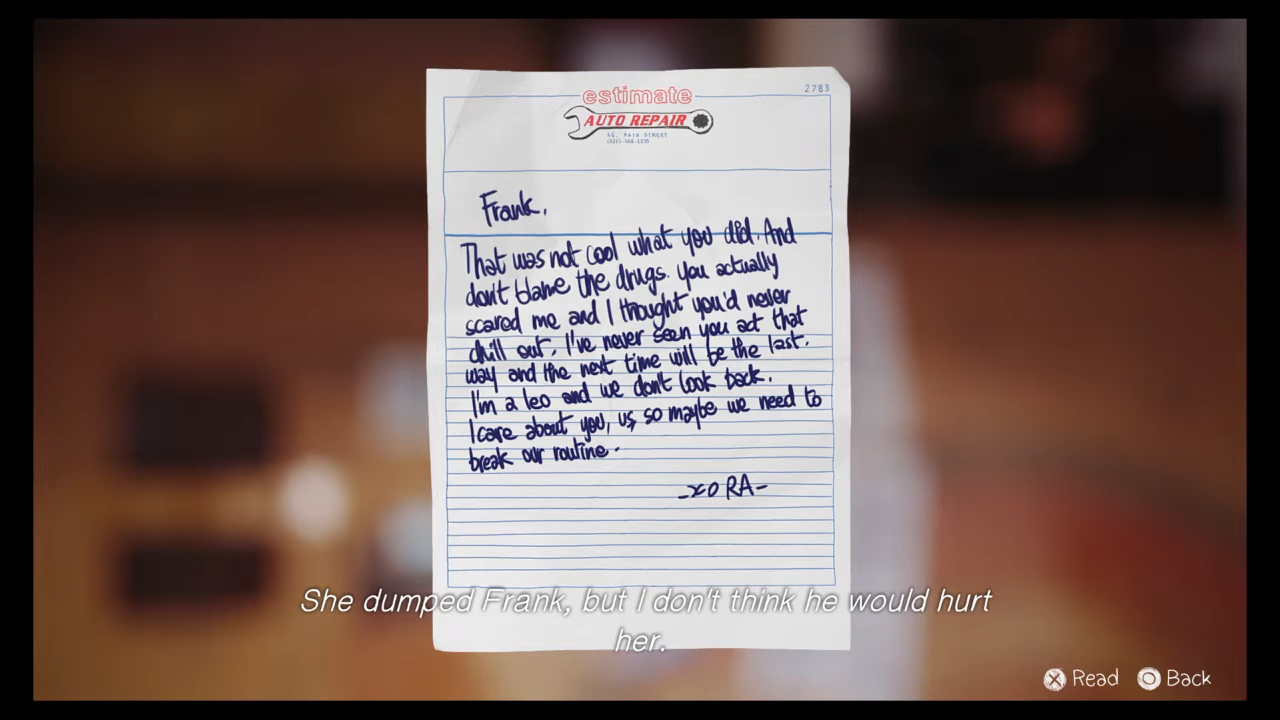 2783
estimate
AUTO REPAIR
Frank,
That was not cool what you did. And
don't blame the drugs. you actually
scared me and I thought you'd never
chill out. I've never seen you act that
way and the next time will be the last.
I'm a leo and we don't look back.
I care about you, us, so maybe we need to
break our routine.
-xo RA-
She dumped Frank, but I don't think he would hurt
her.
Read Back